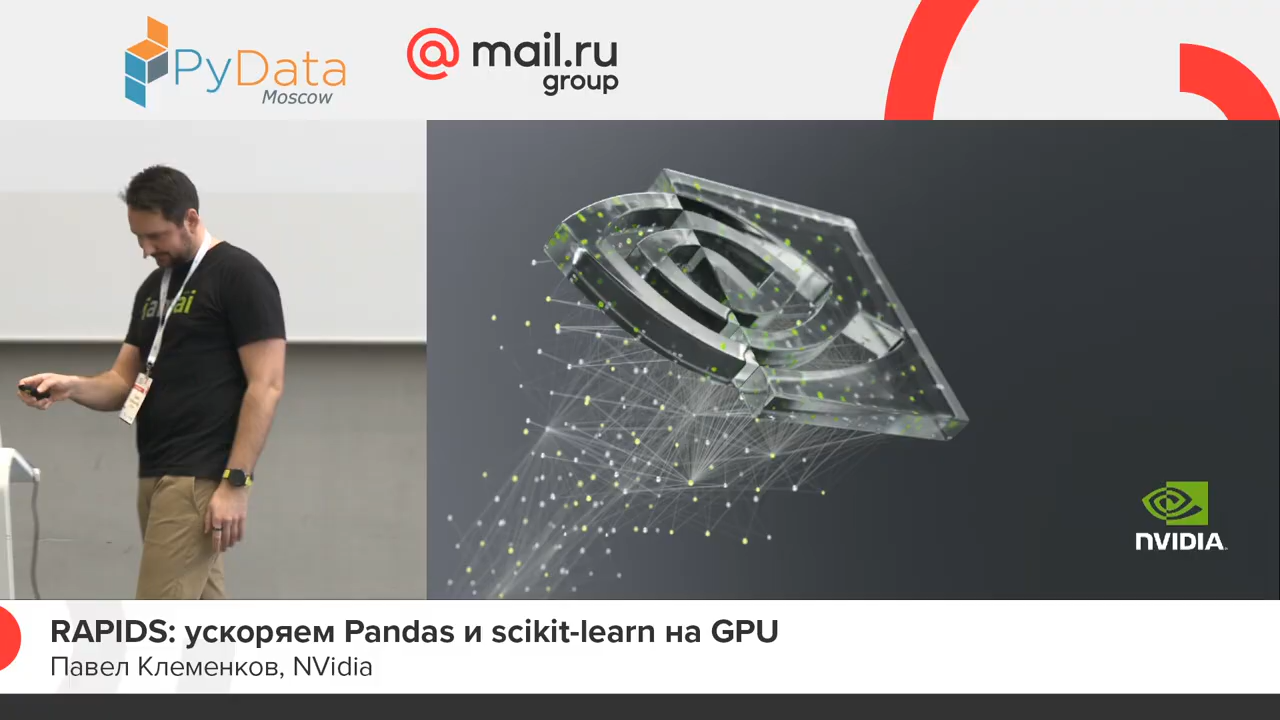 PyData
Moscow
@mail.ru
group
NVIDIA.
RAPIDS: ускоряем Pandas и scikit-learn на GPU
Павел Клеменков, NVidia